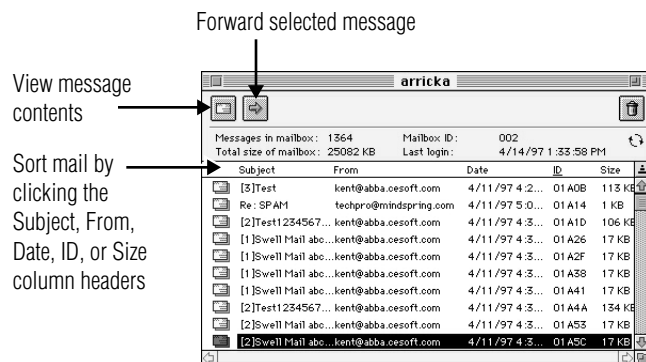 Forward selected message
View message
contents
Sort mail by
clicking the
Subject, From,
Date, ID, or Size
column headers
arricka
Messages in mailbox: 1364 Mailbox ID: 002
Total size of mailbox: 25082 KB Last login: 4/14/97 1:33:58 PM
Subject From Date ID Size
[3]Test kent@abba.cesoft.com 4/11/97 4:2... 01A0B 113 KB
Re: SPAM techpro@mindspring.com 4/11/97 5:0... 01A14 1 KB
[2]Test1234567... kent@abba.cesoft.com 4/11/97 4:3... 01A1D 106 KB
[1]Swell Mail abc... kent@abba.cesoft.com 4/11/97 4:3... 01A26 17 KB
[1]Swell Mail abc... kent@abba.cesoft.com 4/11/97 4:3... 01A2F 17 KB
[1]Swell Mail abc... kent@abba.cesoft.com 4/11/97 4:3... 01A38 17 KB
[1]Swell Mail abc... kent@abba.cesoft.com 4/11/97 4:3... 01A41 17 KB
[2]Test1234567... kent@abba.cesoft.com 4/11/97 4:3... 01A4A 134 KB
[2]Swell Mail abc... kent@abba.cesoft.com 4/11/97 4:3... 01A53 17 KB
[2]Swell Mail abc... kent@abba.cesoft.com 4/11/97 4:3... 01A5C 17 KB